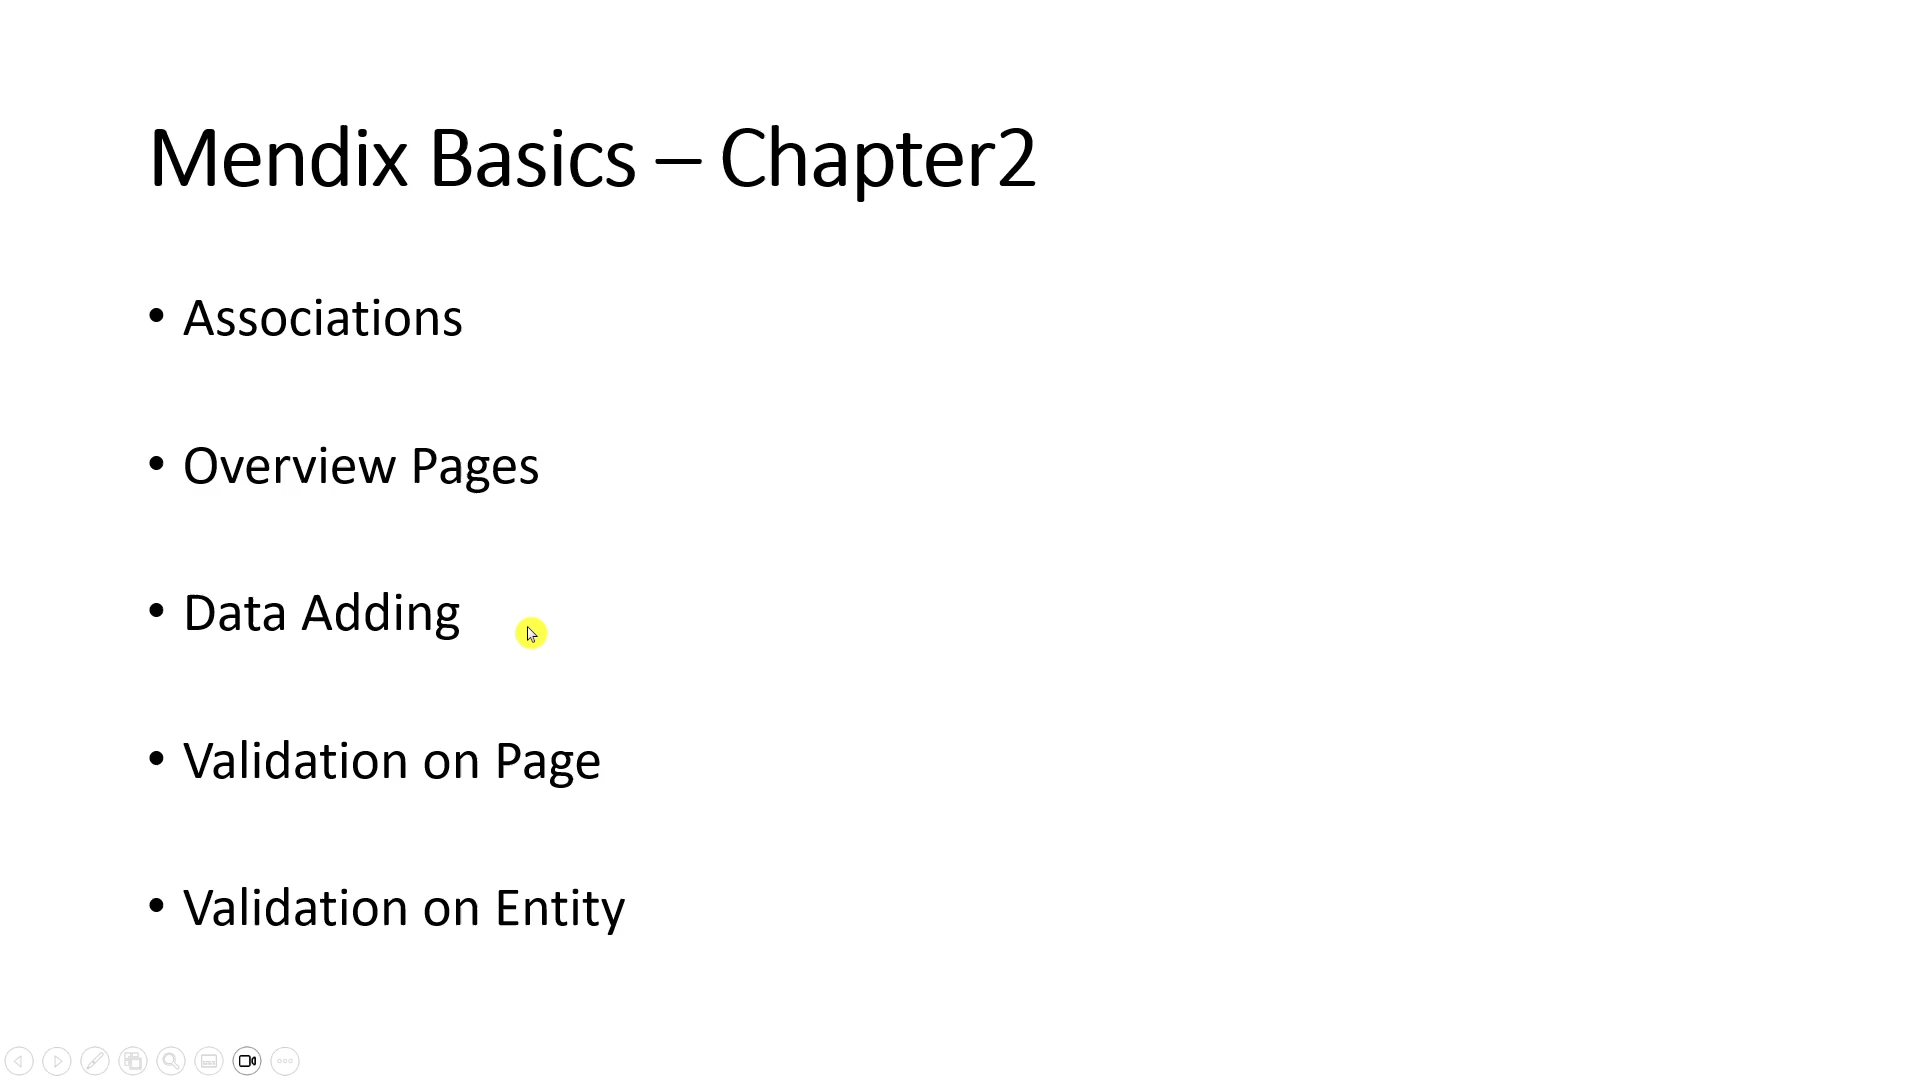 Mendix Basics – Chapter2
• Associations
• Overview Pages
• Data Adding
• Validation on Page
• Validation on Entity